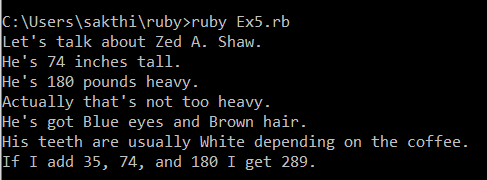 C:\Users\sakthi\ruby>ruby Ex5.rb
Let's talk about Zed A. Shaw.
He's 74 inches tall.
He's 180 pounds heavy.
Actually that's not too heavy.
He's got Blue eyes and Brown hair.
His teeth are usually White depending on the coffee.
If I add 35, 74, and 180 I get 289.